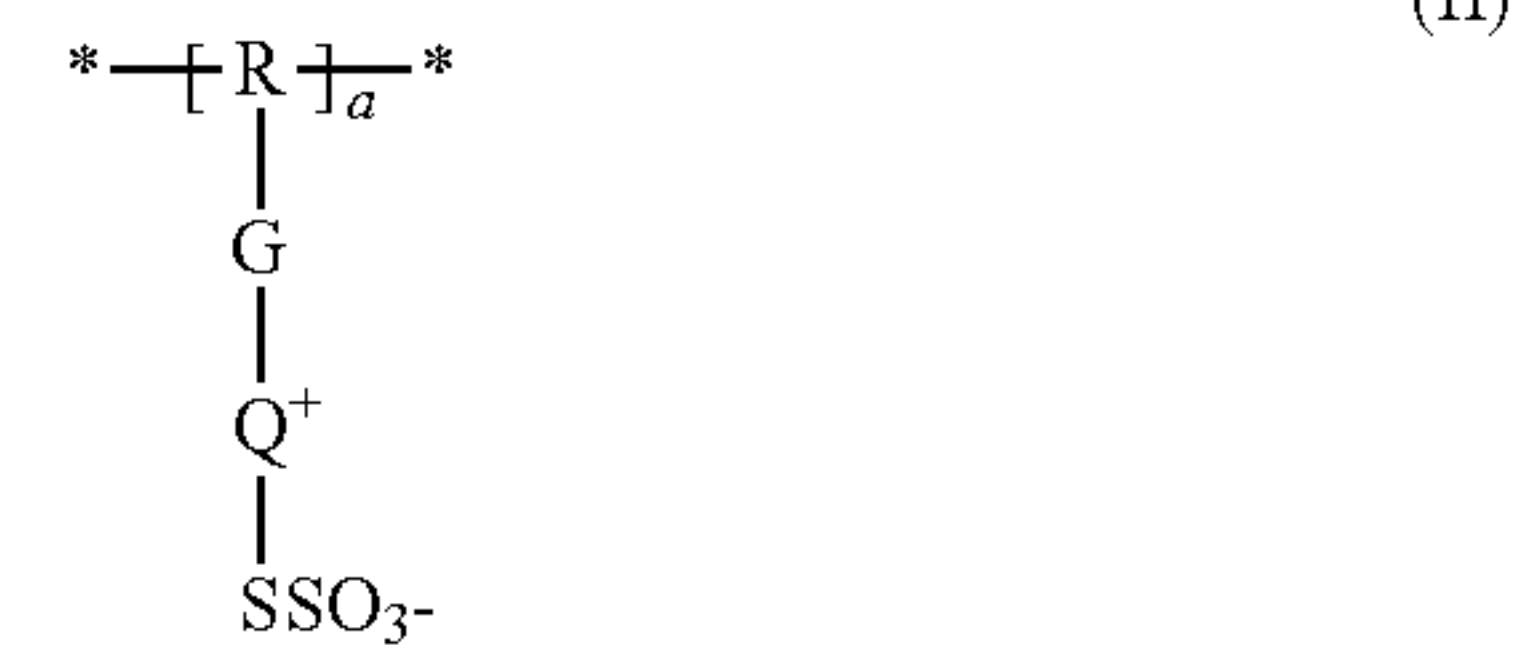 (II)
* [ R ]a *
G
Q+
SSO3-